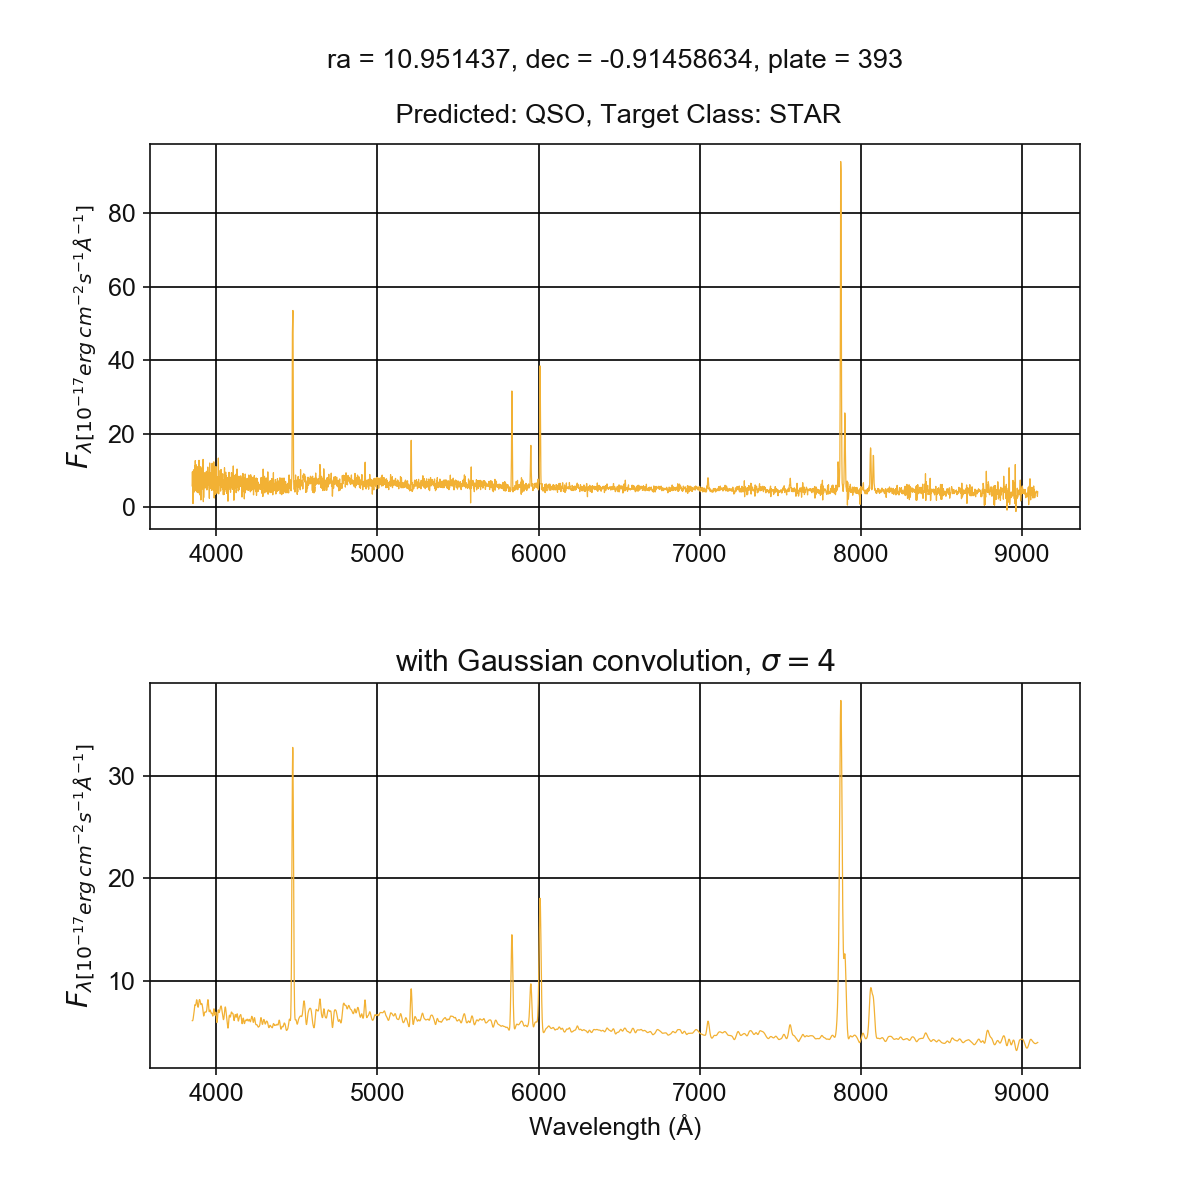 ra = 10.951437, dec = -0.91458634, plate = 393
Predicted: QSO, Target Class: STAR
F_λ[10^−17 erg cm^−2 s^−1 Å^−1]
80
60
40
20
0
4000 5000 6000 7000 8000 9000
with Gaussian convolution, σ = 4
F_λ[10^−17 erg cm^−2 s^−1 Å^−1]
30
20
10
4000 5000 6000 7000 8000 9000
Wavelength (Å)